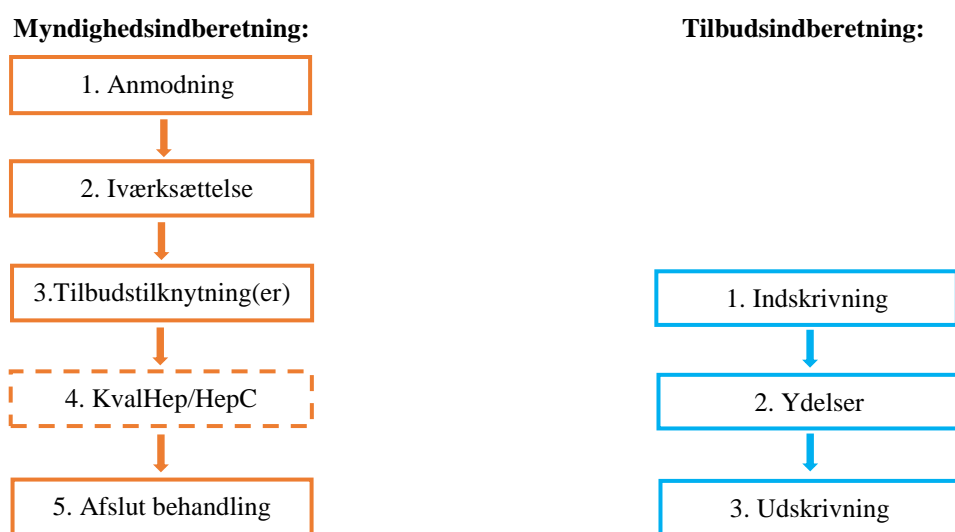 Myndighedsindberetning:
1. Anmodning
2. Iværksættelse
3.Tilbudstilknytning(er)
4. KvalHep/HepC
5. Afslut behandling
Tilbudsindberetning:
1. Indskrivning
2. Ydelser
3. Udskrivning